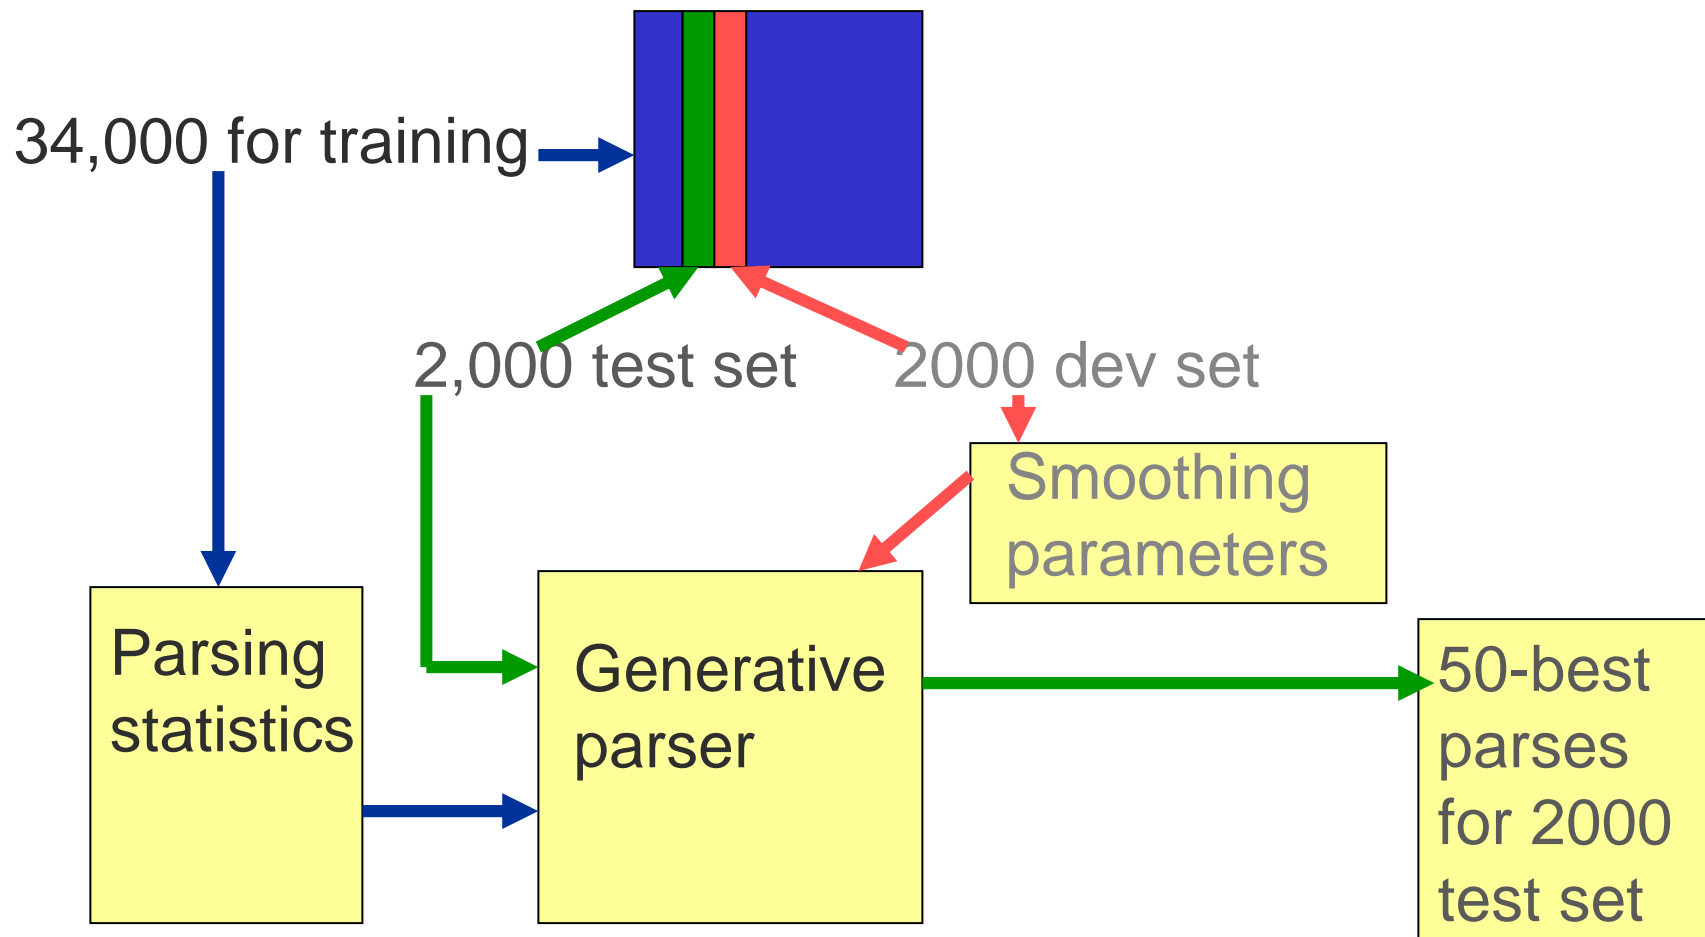 34,000 for training
2,000 test set
2000 dev set
Smoothing
parameters
Parsing
statistics
Generative
parser
50-best
parses
for 2000
test set